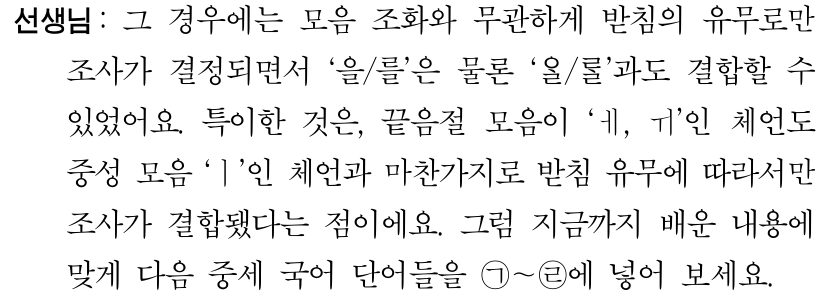 선생님 : 그 경우에는 모음 조화와 무관하게 받침의 유무로만
조사가 결정되면서 ‘을/를’은 물론 ‘ᄋᆞᆯ/ᄅᆞᆯ’과도 결합할 수
있었어요. 특이한 것은, 끝음절 모음이 ‘ㅔ, ㅟ’인 체언도
중성 모음 ‘ㅣ’인 체언과 마찬가지로 받침 유무에 따라서만
조사가 결합됐다는 점이에요. 그럼 지금까지 배운 내용에
맞게 다음 중세 국어 단어들을 ㉠～㉣에 넣어 보세요.